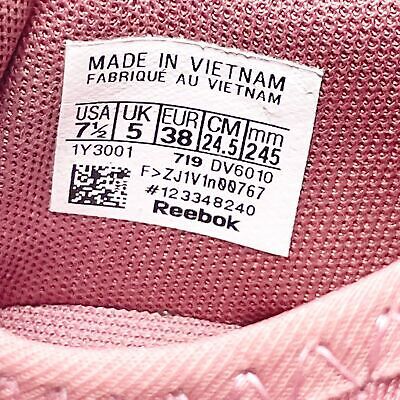 MADE IN VIETNAM
FABRIQUÉ AU VIETNAM
USA UK EUR CM mm
7½ 5 38 24.5 245
1Y3001 719 DV6010
F>ZJ1V1n00767
#123348240
Reebok